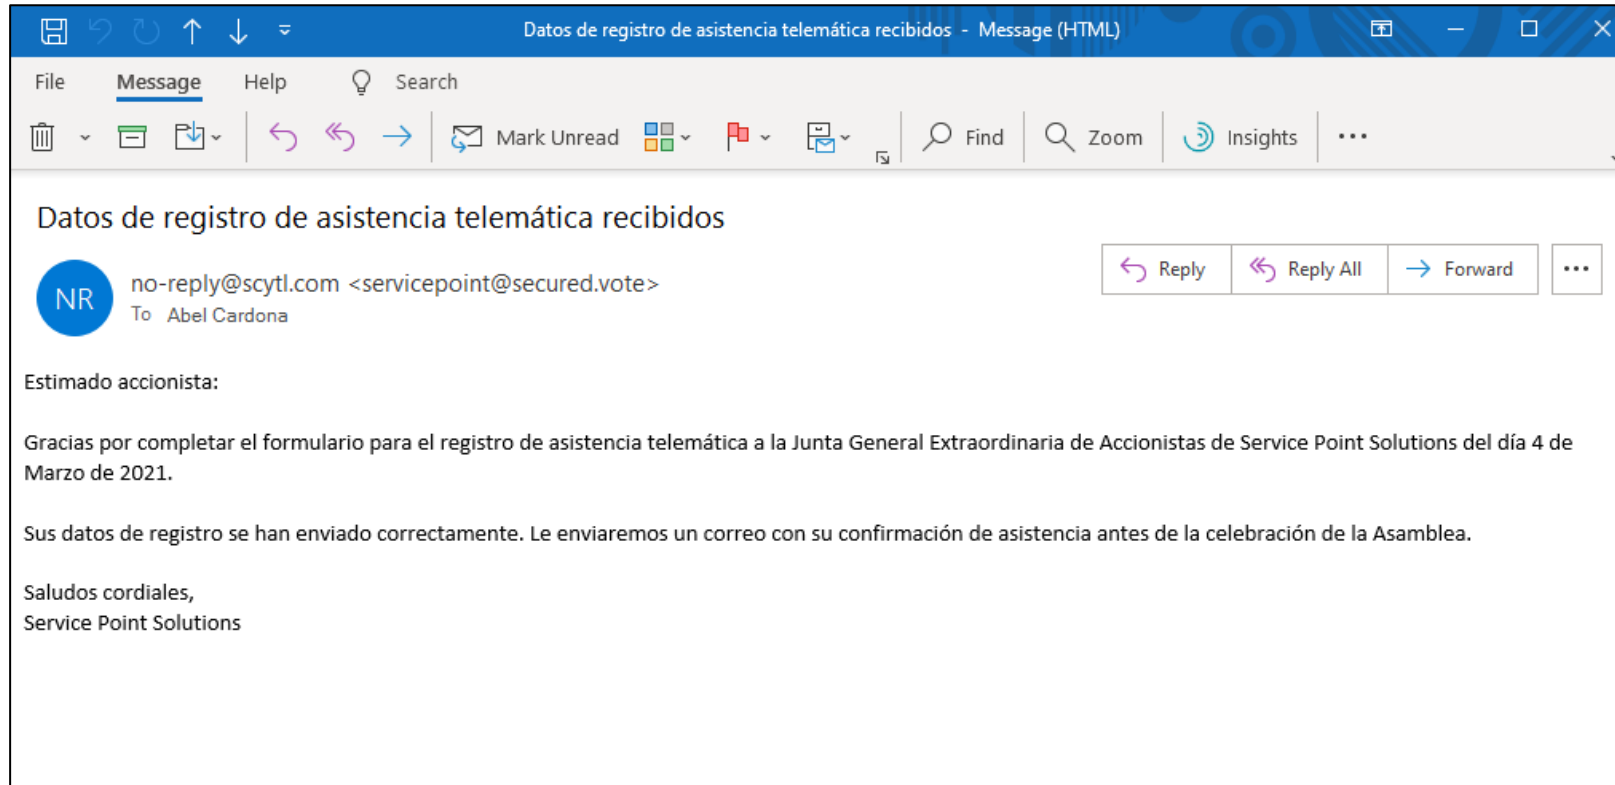 Datos de registro de asistencia telemática recibidos - Message (HTML)
File Message Help Search
Mark Unread Find Zoom Insights
Datos de registro de asistencia telemática recibidos
Reply Reply All Forward
NR
no-reply@scytl.com <servicepoint@secured.vote>
To Abel Cardona
Estimado accionista:
Gracias por completar el formulario para el registro de asistencia telemática a la Junta General Extraordinaria de Accionistas de Service Point Solutions del día 4 de
Marzo de 2021.
Sus datos de registro se han enviado correctamente. Le enviaremos un correo con su confirmación de asistencia antes de la celebración de la Asamblea.
Saludos cordiales,
Service Point Solutions